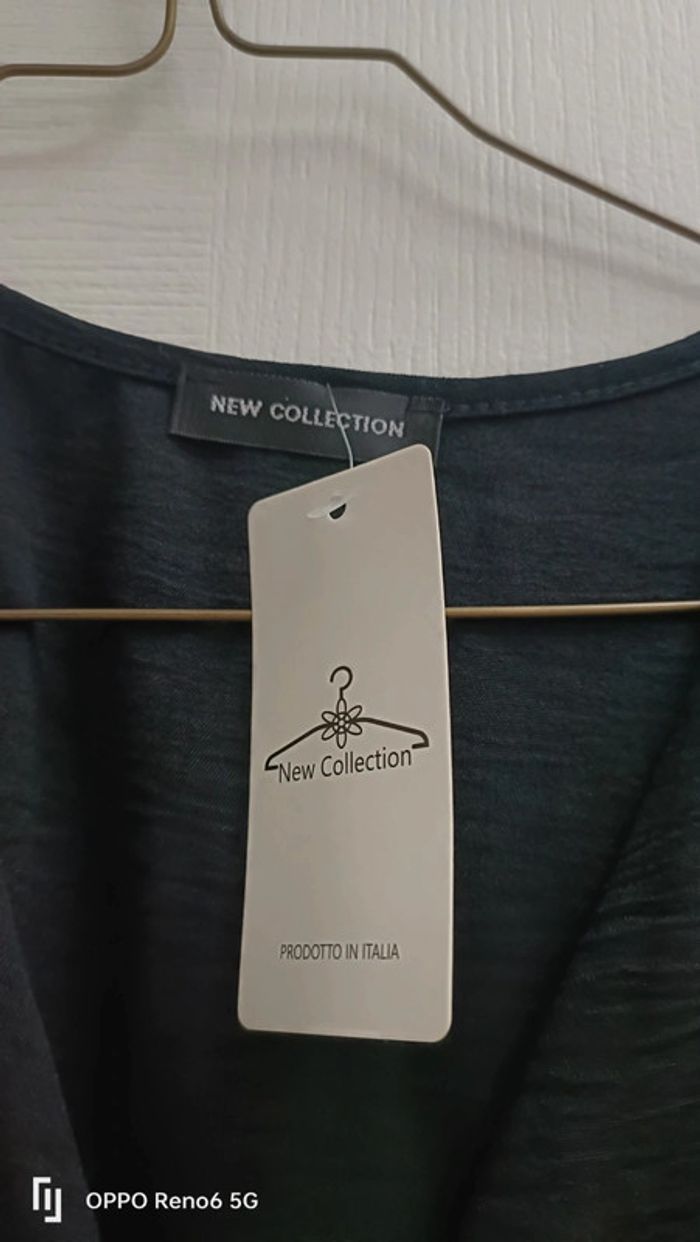 NEW COLLECTION
New Collection
PRODOTTO IN ITALIA
OPPO Reno6 5G